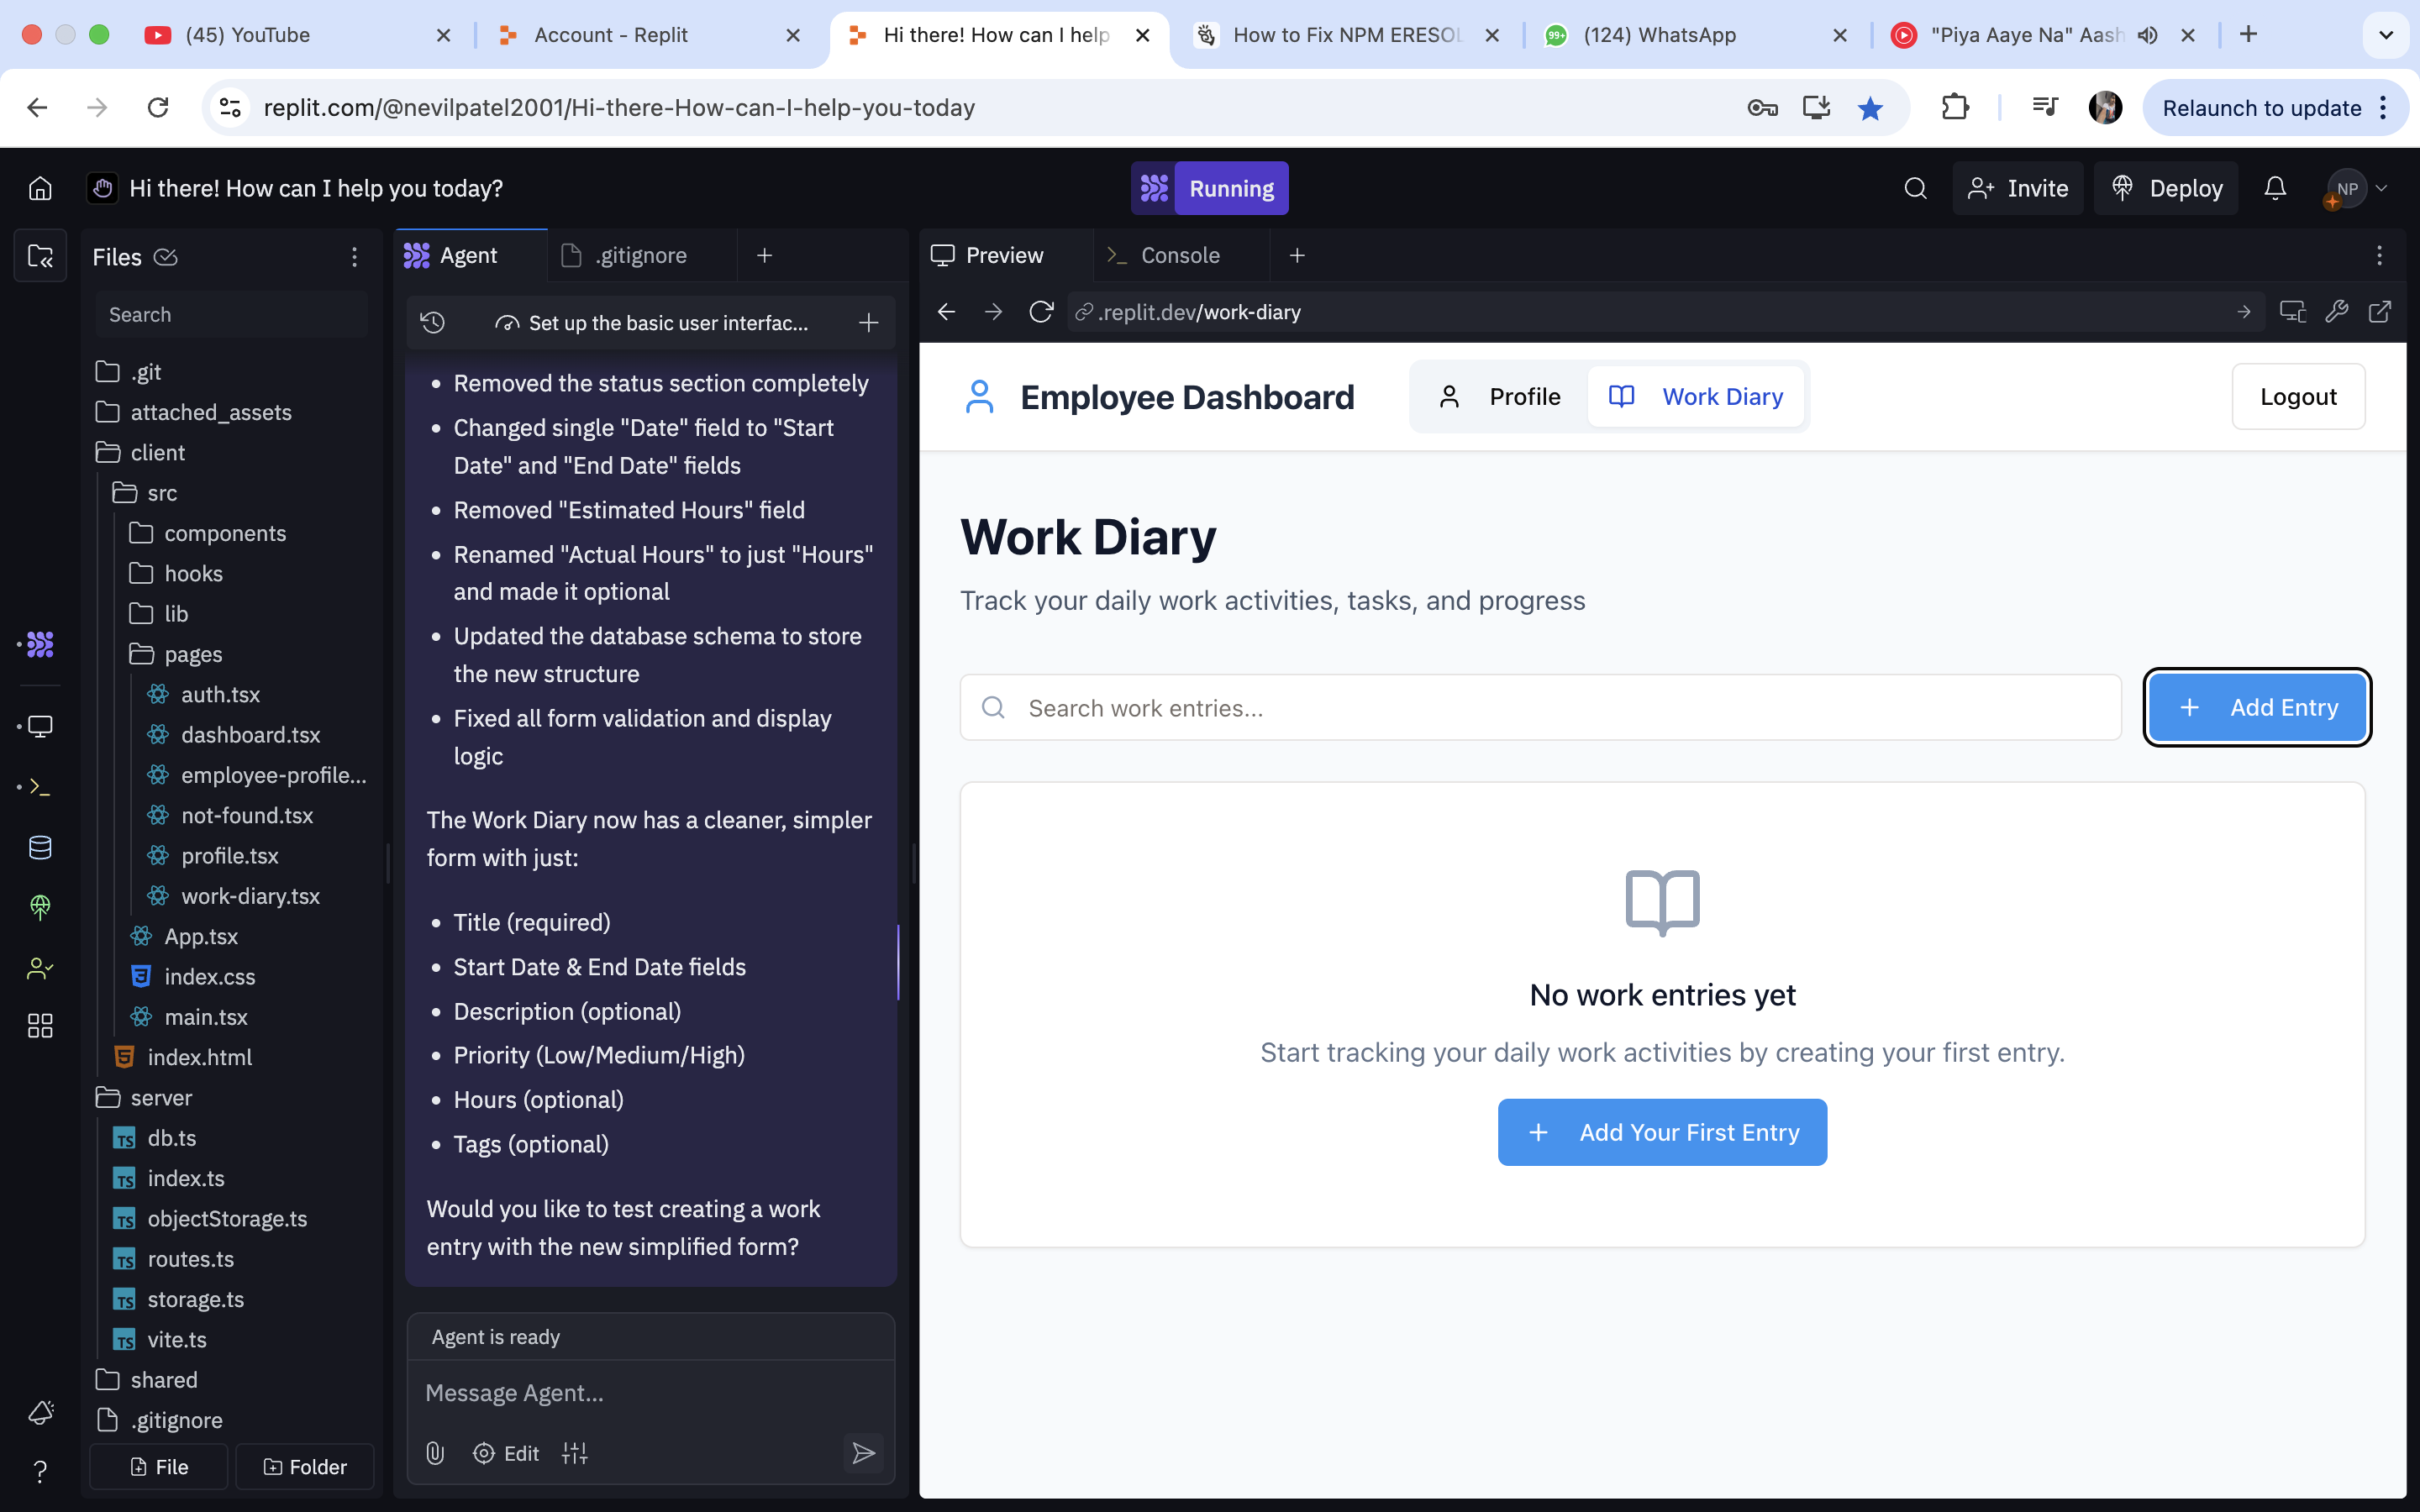 (45) YouTube
Account - Replit
Hi there! How can I help
How to Fix NPM ERESOL
99+
(124) WhatsApp
"Piya Aaye Na" Aash
replit.com/@nevilpatel2001/Hi-there-How-can-I-help-you-today
Relaunch to update
Hi there! How can I help you today?
Running
Invite
Deploy
NP
Files
Search
.git
attached_assets
client
src
components
hooks
lib
pages
auth.tsx
dashboard.tsx
employee-profile...
not-found.tsx
profile.tsx
work-diary.tsx
App.tsx
index.css
main.tsx
index.html
server
TS db.ts
TS index.ts
TS objectStorage.ts
TS routes.ts
TS storage.ts
TS vite.ts
shared
.gitignore
File
Folder
Agent
.gitignore
Set up the basic user interfac...
• Removed the status section completely
• Changed single "Date" field to "Start
Date" and "End Date" fields
• Removed "Estimated Hours" field
• Renamed "Actual Hours" to just "Hours"
and made it optional
• Updated the database schema to store
the new structure
• Fixed all form validation and display
logic
The Work Diary now has a cleaner, simpler
form with just:
• Title (required)
• Start Date & End Date fields
• Description (optional)
• Priority (Low/Medium/High)
• Hours (optional)
• Tags (optional)
Would you like to test creating a work
entry with the new simplified form?
Agent is ready
Message Agent...
Edit
Preview
Console
.replit.dev/work-diary
Employee Dashboard
Profile
Work Diary
Logout
Work Diary
Track your daily work activities, tasks, and progress
Search work entries...
+ Add Entry
No work entries yet
Start tracking your daily work activities by creating your first entry.
+ Add Your First Entry